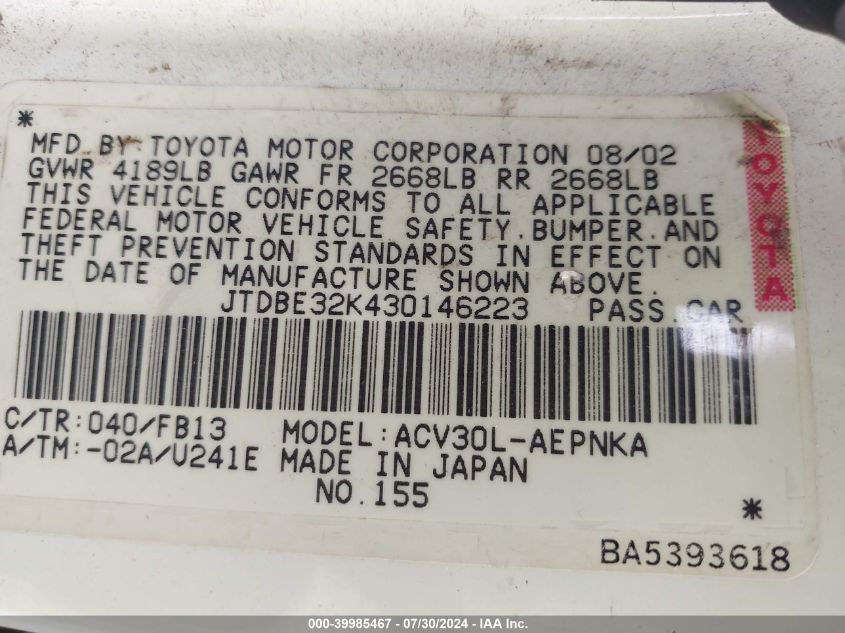 *
MFD BY TOYOTA MOTOR CORPORATION 08/02
GVWR 4189LB GAWR FR 2668LB RR 2668LB
THIS VEHICLE CONFORMS TO ALL APPLICABLE
FEDERAL MOTOR VEHICLE SAFETY.BUMPER.AND
THEFT PREVENTION STANDARDS IN EFFECT ON
THE DATE OF MANUFACTURE SHOWN ABOVE.
JTDBE32K430146223 PASS.CAR
TOYOTA
C/TR:040/FB13 MODEL:ACV30L-AEPNKA
A/TM:-02A/U241E MADE IN JAPAN
NO.155
*
BA5393618
000-39985467 - 07/30/2024 - IAA Inc.